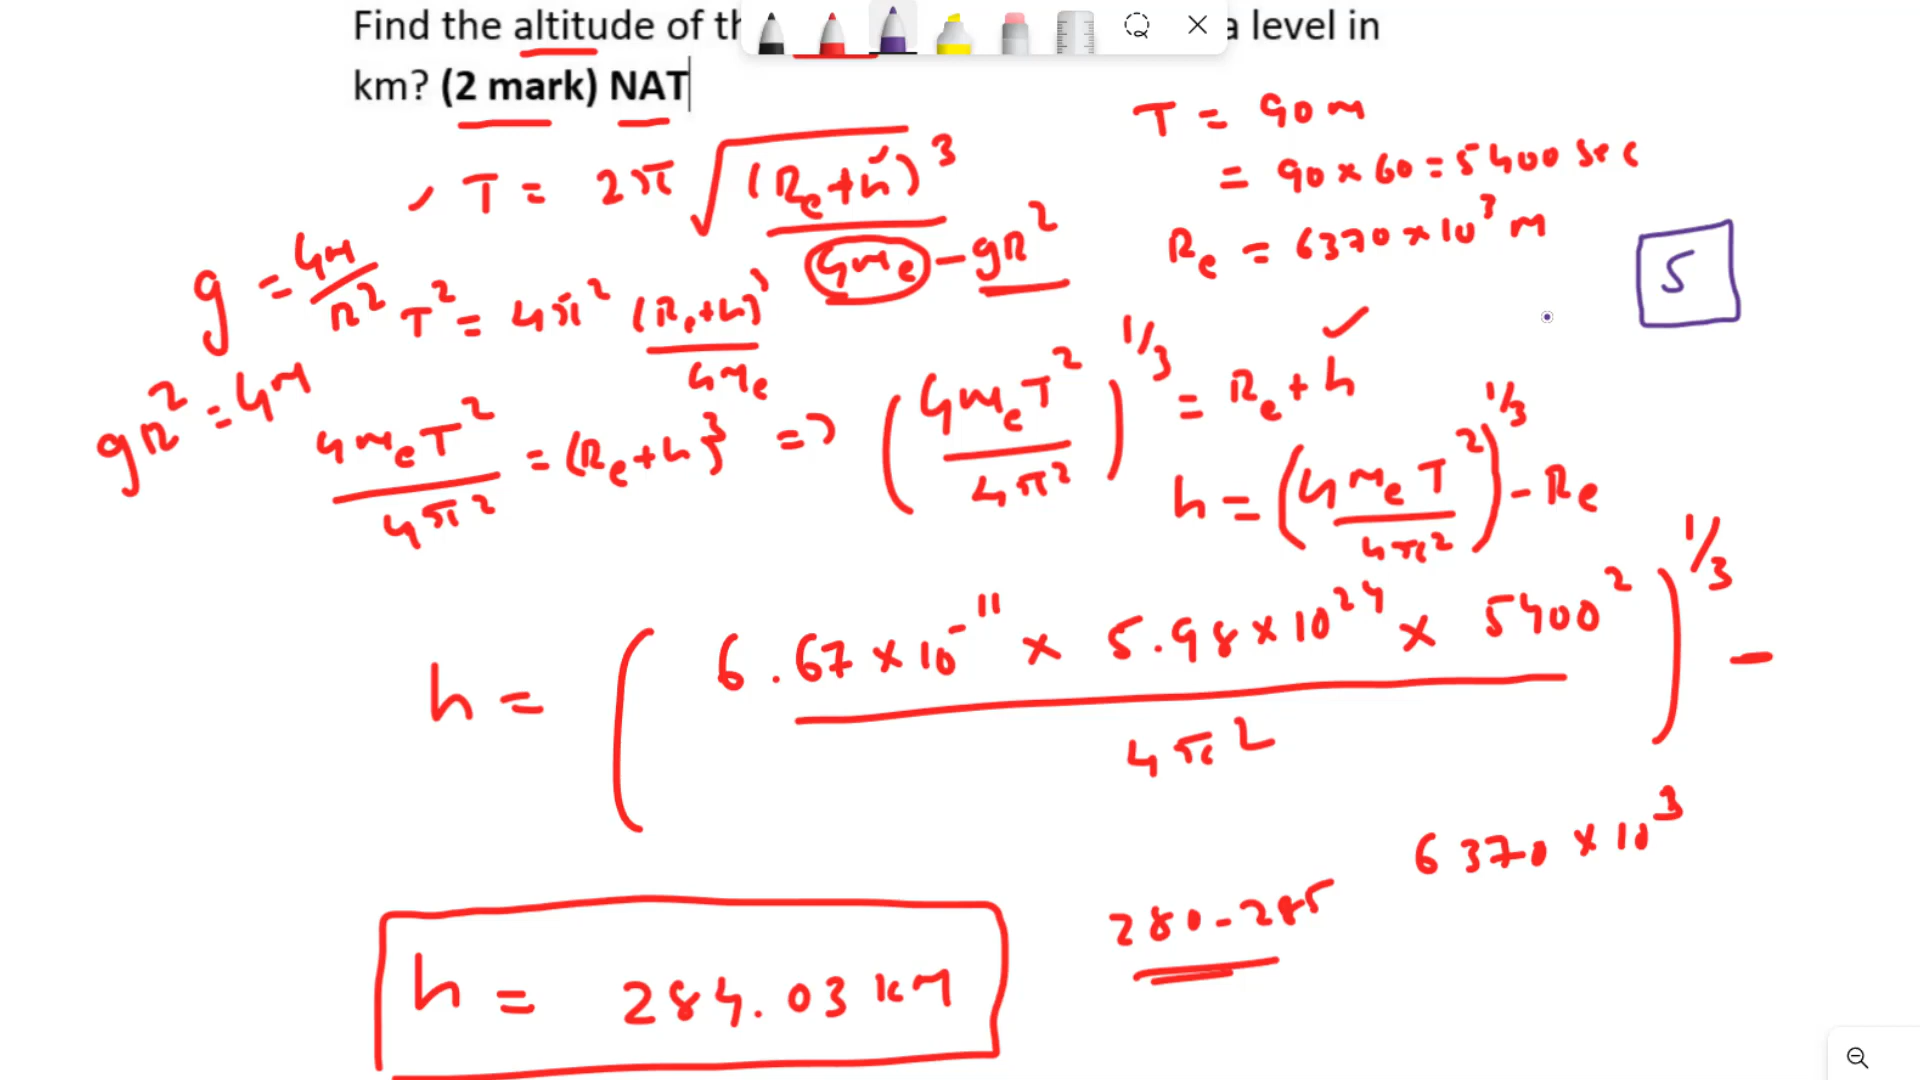 Find the altitude of th a level in
km? (2 mark) NAT
T = 90 m
= 90 × 60 = 5400 sec
Re = 6370 × 10³ m
5
T = 2π √((Re+h)³ / GMe) - gR²
g = GM/R²
T² = 4π² (Re+h)³ / GMe
gR² = GM
GMeT² / 4π² = (Re+h)³ => (GMeT² / 4π²)^1/3 = Re + h
h = (GMeT² / 4π²)^1/3 - Re
h = (6.67 × 10^-11 × 5.98 × 10^24 × 5400² / 4π²)^1/3 -
6370 × 10³
280-285
h = 284.03 km